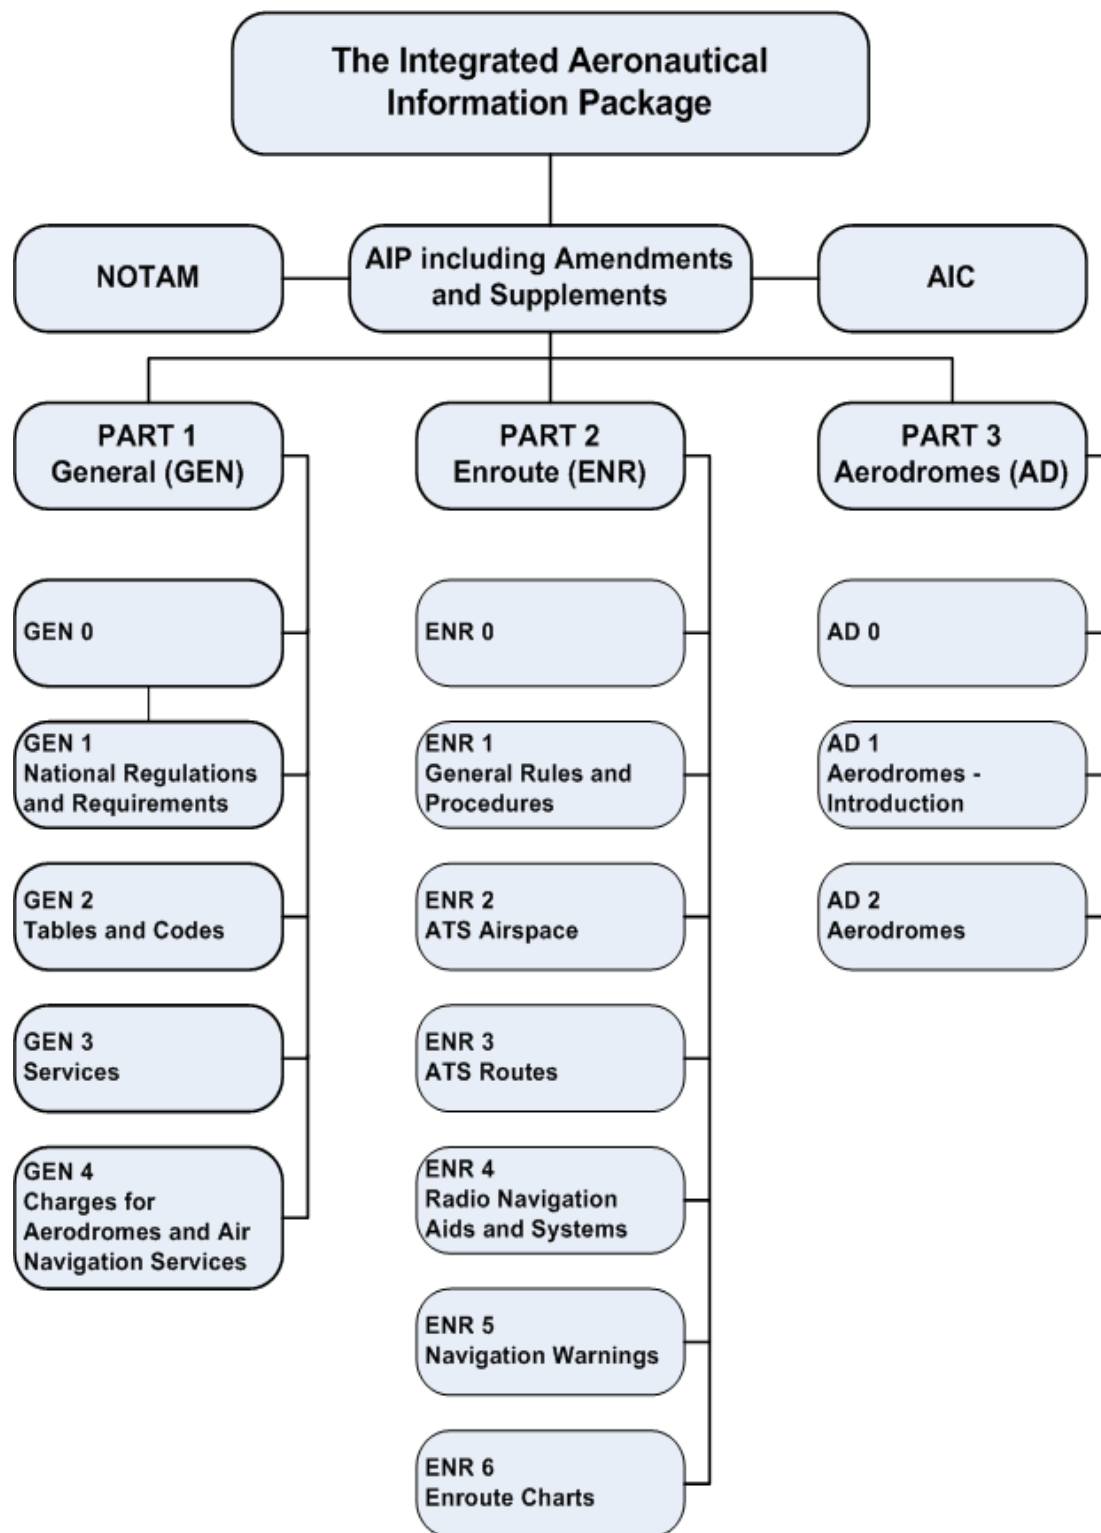 The Integrated Aeronautical
Information Package
NOTAM
AIP including Amendments
and Supplements
AIC
PART 1
General (GEN)
PART 2
Enroute (ENR)
PART 3
Aerodromes (AD)
GEN 0
GEN 1
National Regulations
and Requirements
GEN 2
Tables and Codes
GEN 3
Services
GEN 4
Charges for
Aerodromes and Air
Navigation Services
ENR 0
ENR 1
General Rules and
Procedures
ENR 2
ATS Airspace
ENR 3
ATS Routes
ENR 4
Radio Navigation
Aids and Systems
ENR 5
Navigation Warnings
ENR 6
Enroute Charts
AD 0
AD 1
Aerodromes -
Introduction
AD 2
Aerodromes